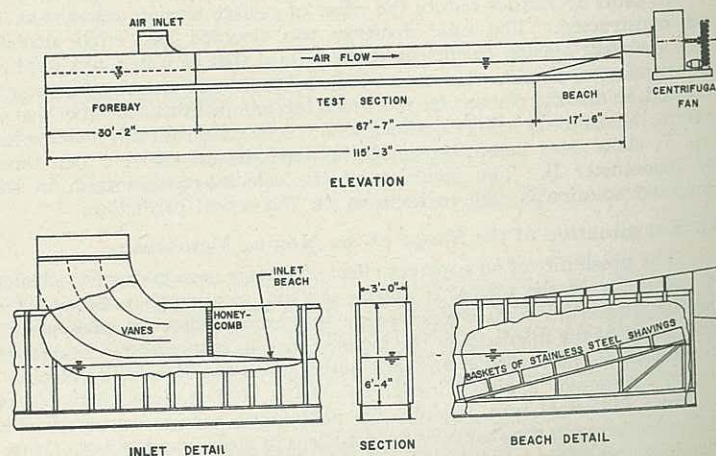 AIR INLET
AIR FLOW
FOREBAY
TEST SECTION
BEACH
CENTRIFUGAL
FAN
30'-2"
67'-7"
17'-6"
115'-3"
ELEVATION
INLET
BEACH
VANES
HONEY-
COMB
3'-0"
6'-4"
BASKETS OF STAINLESS STEEL SHAVINGS
INLET DETAIL
SECTION
BEACH DETAIL